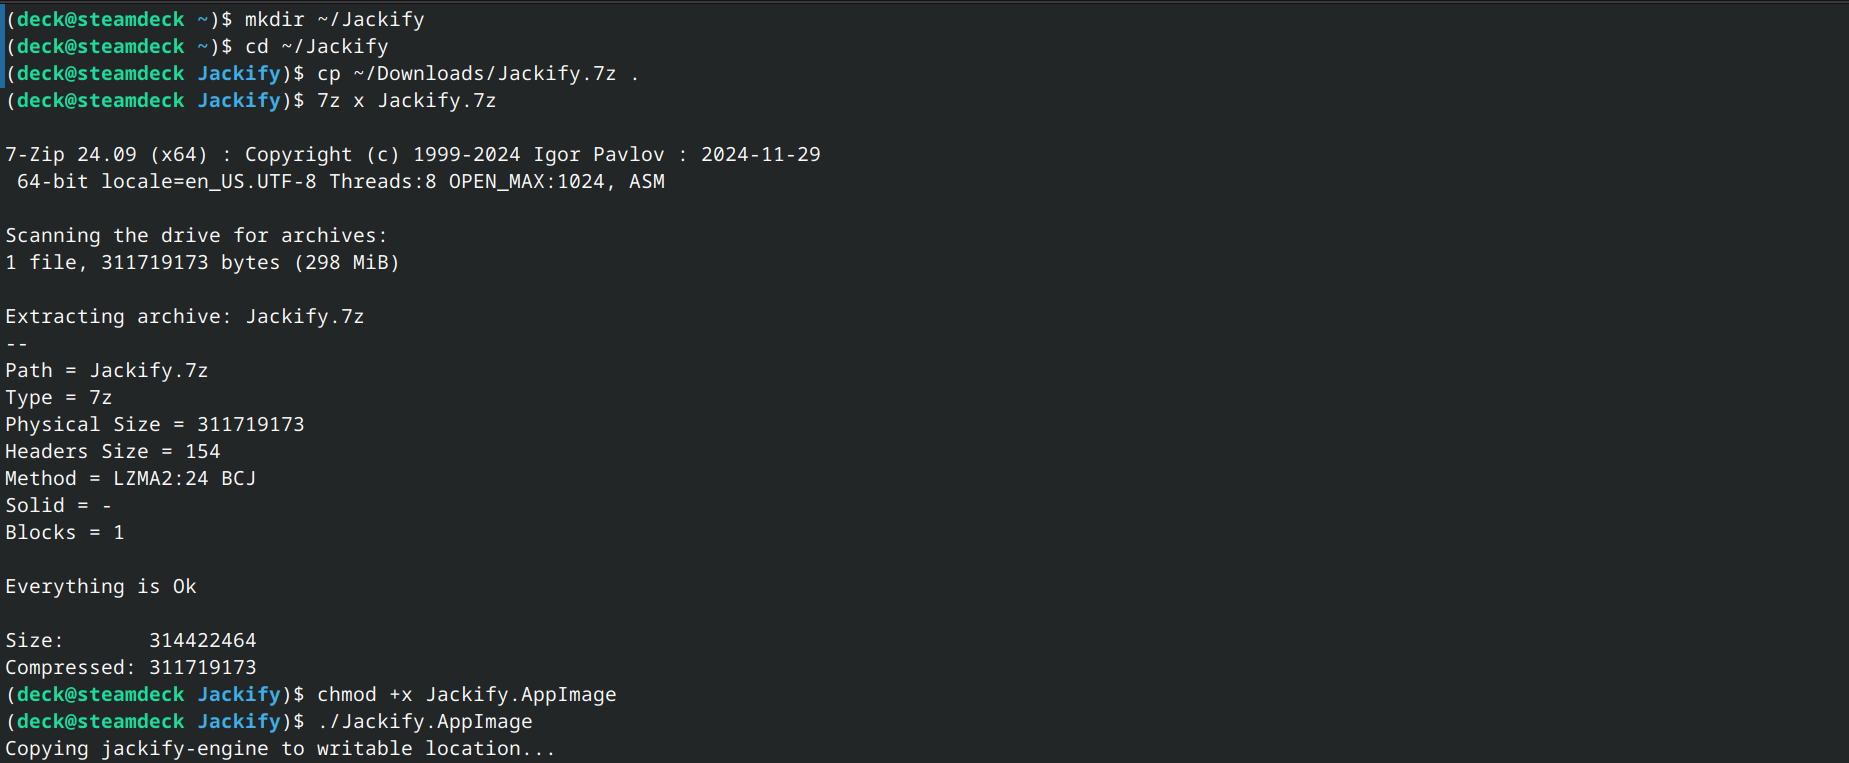 (deck@steamdeck ~)$ mkdir ~/Jackify
(deck@steamdeck ~)$ cd ~/Jackify
(deck@steamdeck Jackify)$ cp ~/Downloads/Jackify.7z .
(deck@steamdeck Jackify)$ 7z x Jackify.7z
7-Zip 24.09 (x64) : Copyright (c) 1999-2024 Igor Pavlov : 2024-11-29
 64-bit locale=en_US.UTF-8 Threads:8 OPEN_MAX:1024, ASM
Scanning the drive for archives:
1 file, 311719173 bytes (298 MiB)
Extracting archive: Jackify.7z
--
Path = Jackify.7z
Type = 7z
Physical Size = 311719173
Headers Size = 154
Method = LZMA2:24 BCJ
Solid = -
Blocks = 1
Everything is Ok
Size:       314422464
Compressed: 311719173
(deck@steamdeck Jackify)$ chmod +x Jackify.AppImage
(deck@steamdeck Jackify)$ ./Jackify.AppImage
Copying jackify-engine to writable location...